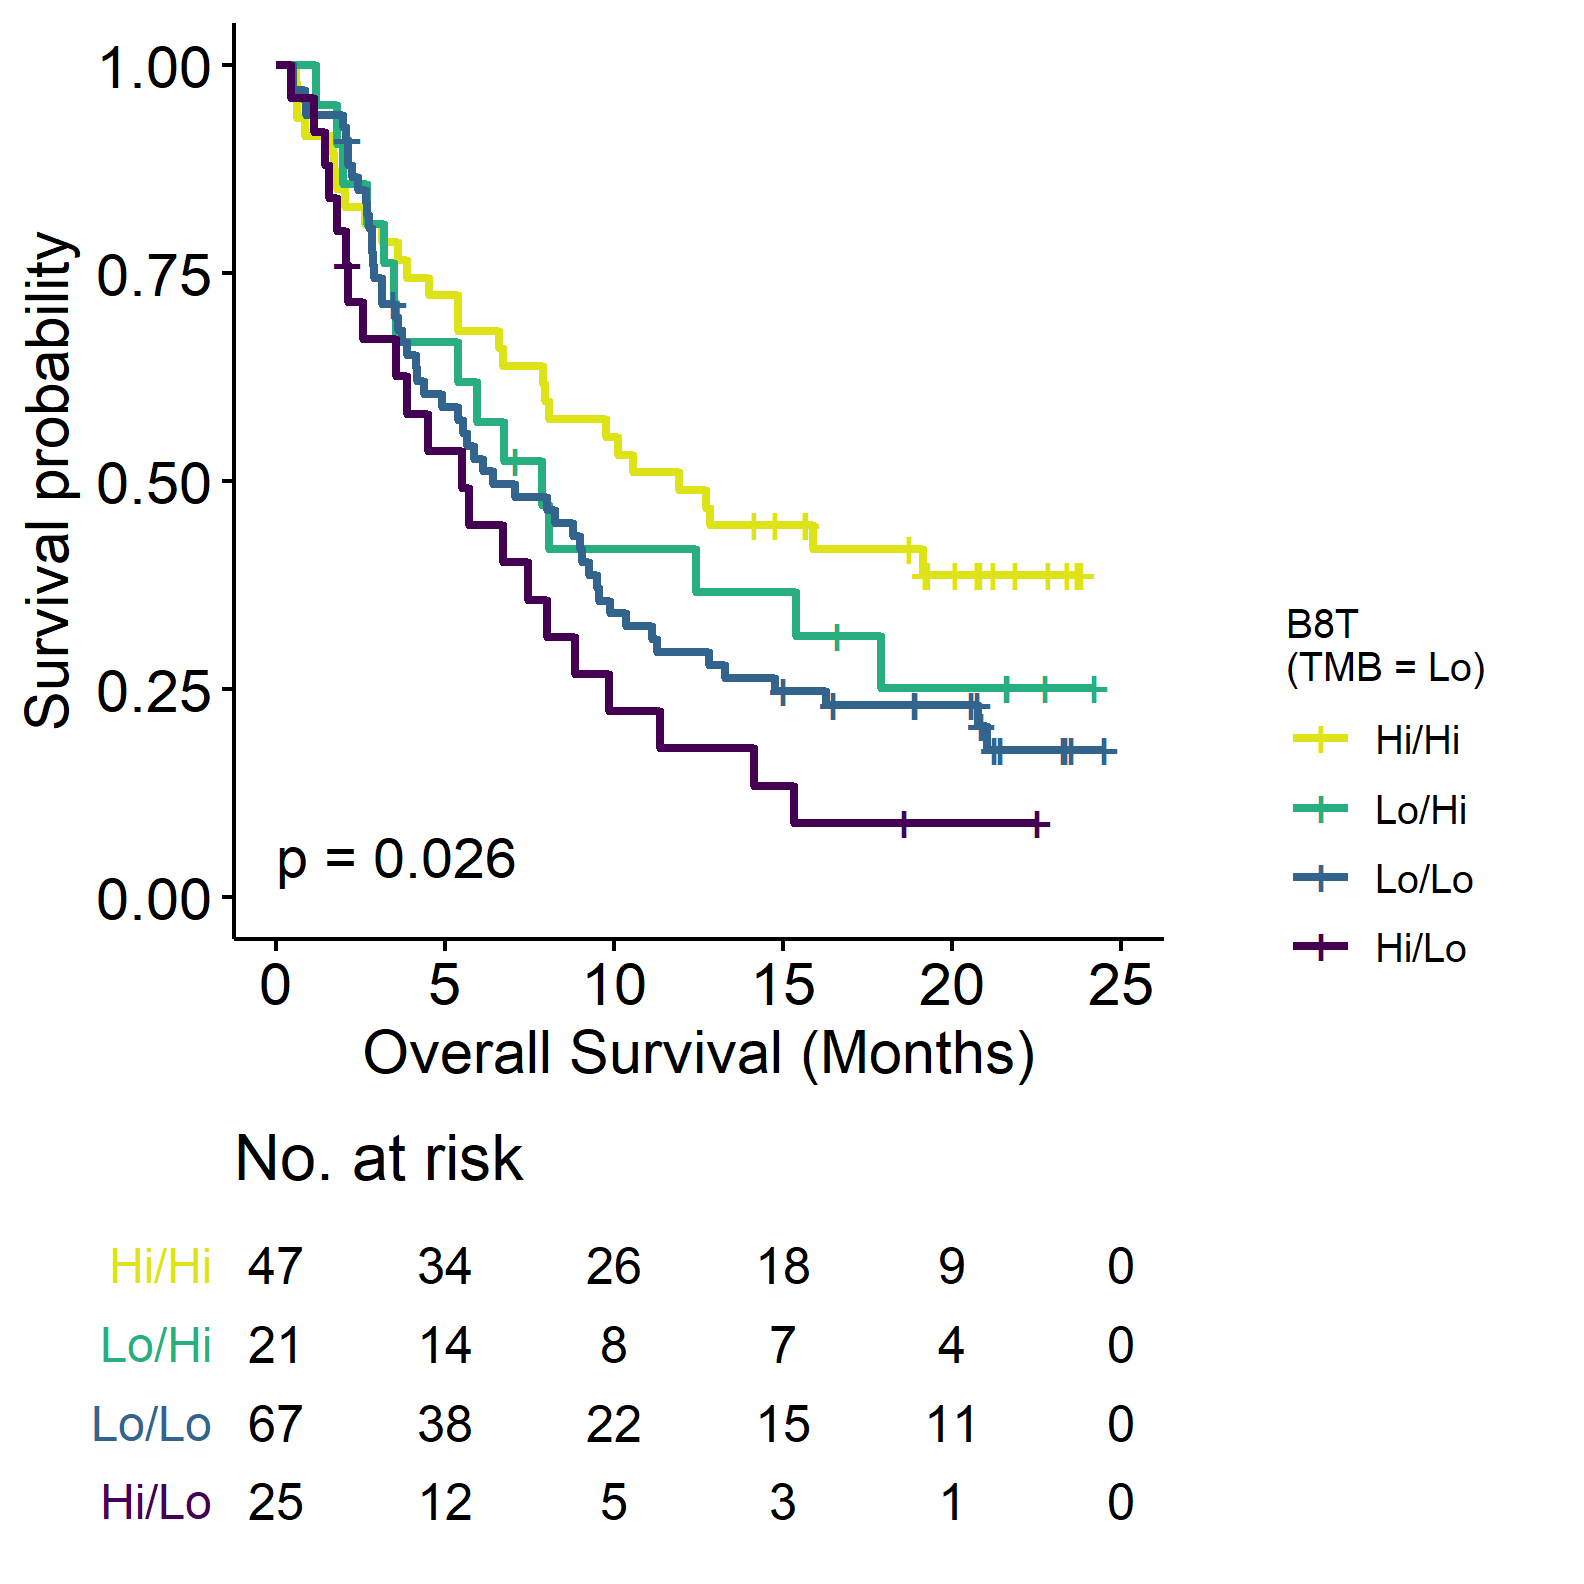 Survival probability
1.00
0.75
0.50
0.25
0.00
p = 0.026
0 5 10 15 20 25
Overall Survival (Months)
B8T
(TMB = Lo)
Hi/Hi
Lo/Hi
Lo/Lo
Hi/Lo
No. at risk
Hi/Hi 47 34 26 18 9 0
Lo/Hi 21 14 8 7 4 0
Lo/Lo 67 38 22 15 11 0
Hi/Lo 25 12 5 3 1 0